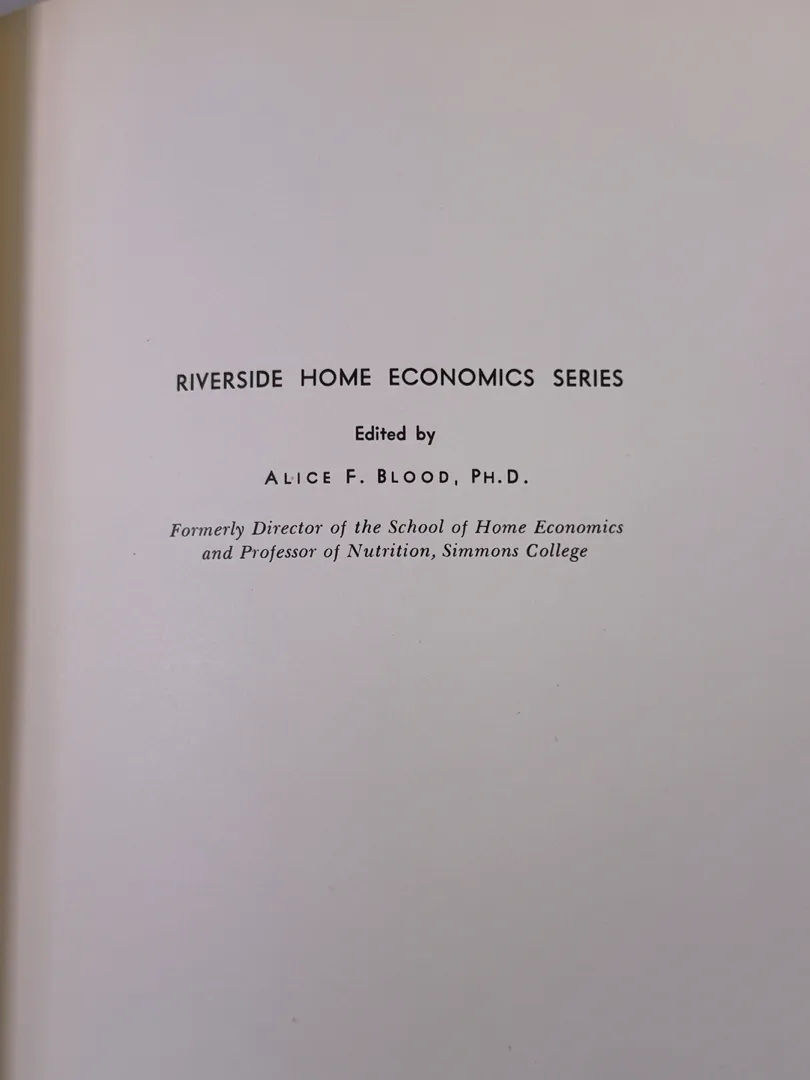 RIVERSIDE HOME ECONOMICS SERIES
Edited by
ALICE F. BLOOD, PH.D.
Formerly Director of the School of Home Economics
and Professor of Nutrition, Simmons College